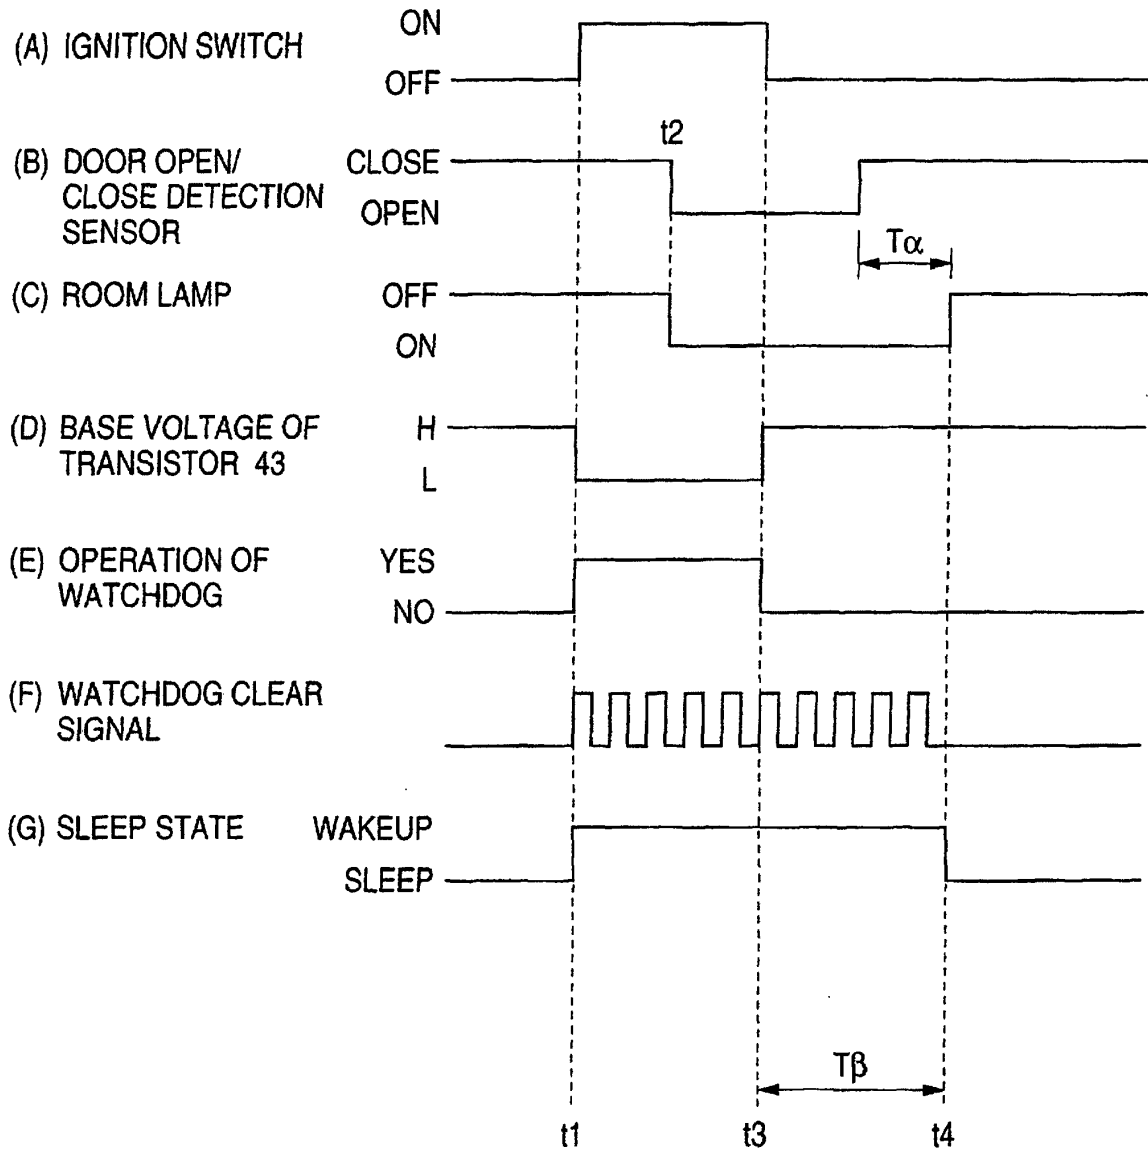 (A) IGNITION SWITCH
ON
OFF
t2
(B) DOOR OPEN/
CLOSE DETECTION
SENSOR
CLOSE
OPEN
Tα
(C) ROOM LAMP
OFF
ON
(D) BASE VOLTAGE OF
TRANSISTOR 43
H
L
(E) OPERATION OF
WATCHDOG
YES
NO
(F) WATCHDOG CLEAR
SIGNAL
(G) SLEEP STATE
WAKEUP
SLEEP
Tβ
t1
t3
t4